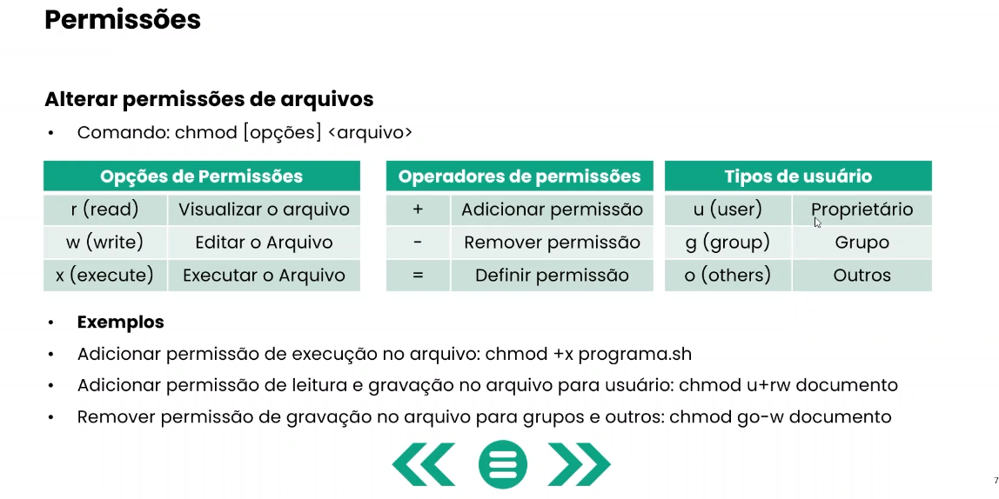 Permissões
Alterar permissões de arquivos
• Comando: chmod [opções] <arquivo>
Opções de Permissões
r (read) Visualizar o arquivo
w (write) Editar o Arquivo
x (execute) Executar o Arquivo
Operadores de permissões
+ Adicionar permissão
- Remover permissão
= Definir permissão
Tipos de usuário
u (user) Proprietário
g (group) Grupo
o (others) Outros
• Exemplos
• Adicionar permissão de execução no arquivo: chmod +x programa.sh
• Adicionar permissão de leitura e gravação no arquivo para usuário: chmod u+rw documento
• Remover permissão de gravação no arquivo para grupos e outros: chmod go-w documento
7